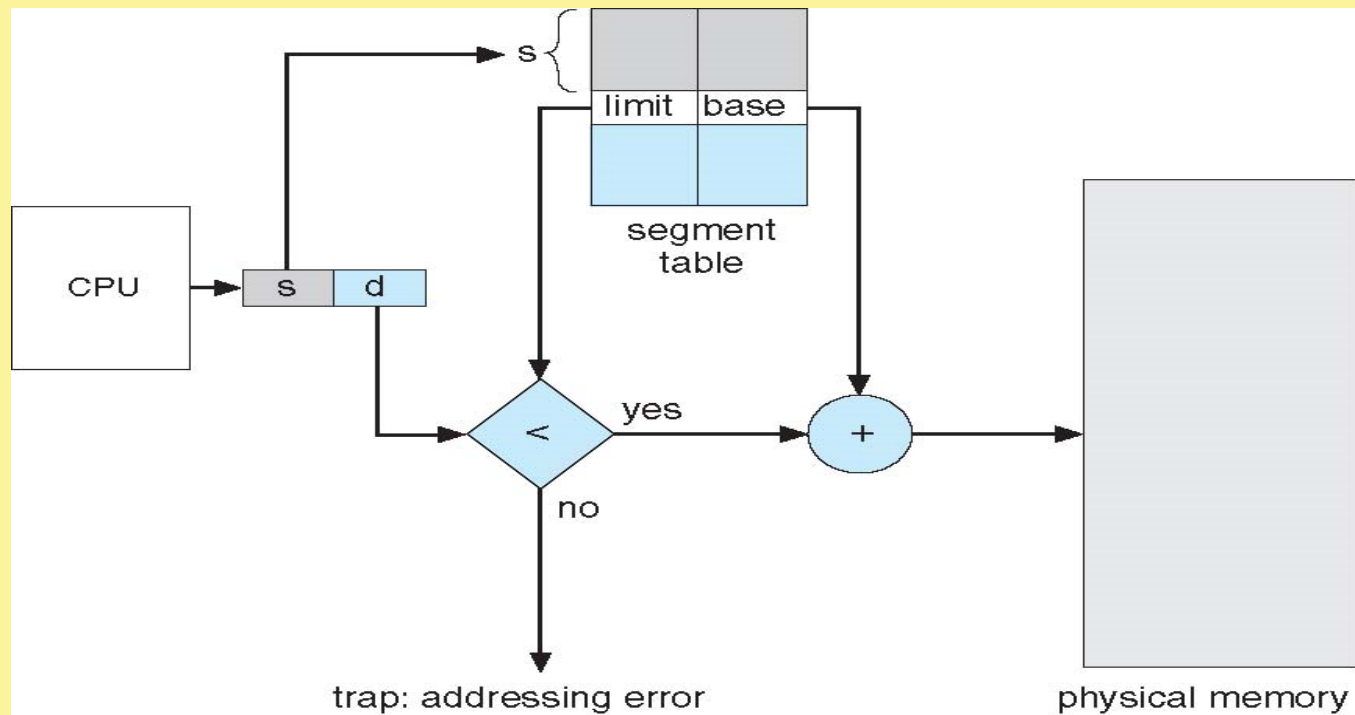 s
limit base
segment
table
CPU
s d
<
yes
+
no
trap: addressing error
physical memory